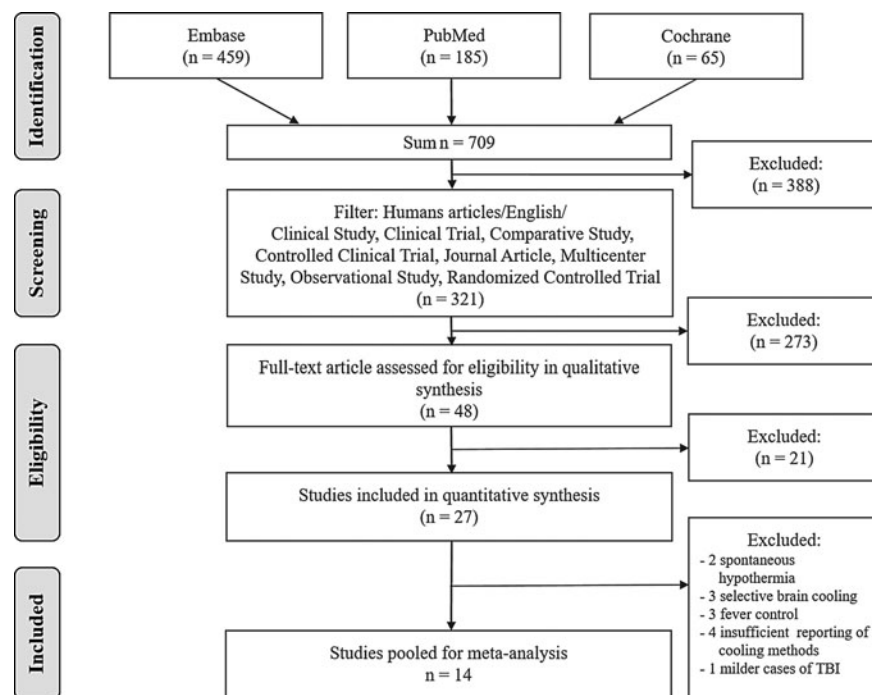 Identification
Embase
(n = 459)
PubMed
(n = 185)
Cochrane
(n = 65)
Sum n = 709
Excluded:
(n = 388)
Screening
Filter: Humans articles/English/
Clinical Study, Clinical Trial, Comparative Study,
Controlled Clinical Trial, Journal Article, Multicenter
Study, Observational Study, Randomized Controlled Trial
(n = 321)
Excluded:
(n = 273)
Eligibility
Full-text article assessed for eligibility in qualitative
synthesis
(n = 48)
Excluded:
(n = 21)
Studies included in quantitative synthesis
(n = 27)
Excluded:
- 2 spontaneous
hypothermia
- 3 selective brain cooling
- 3 fever control
- 4 insufficient reporting of
cooling methods
- 1 milder cases of TBI
Included
Studies pooled for meta-analysis
n = 14